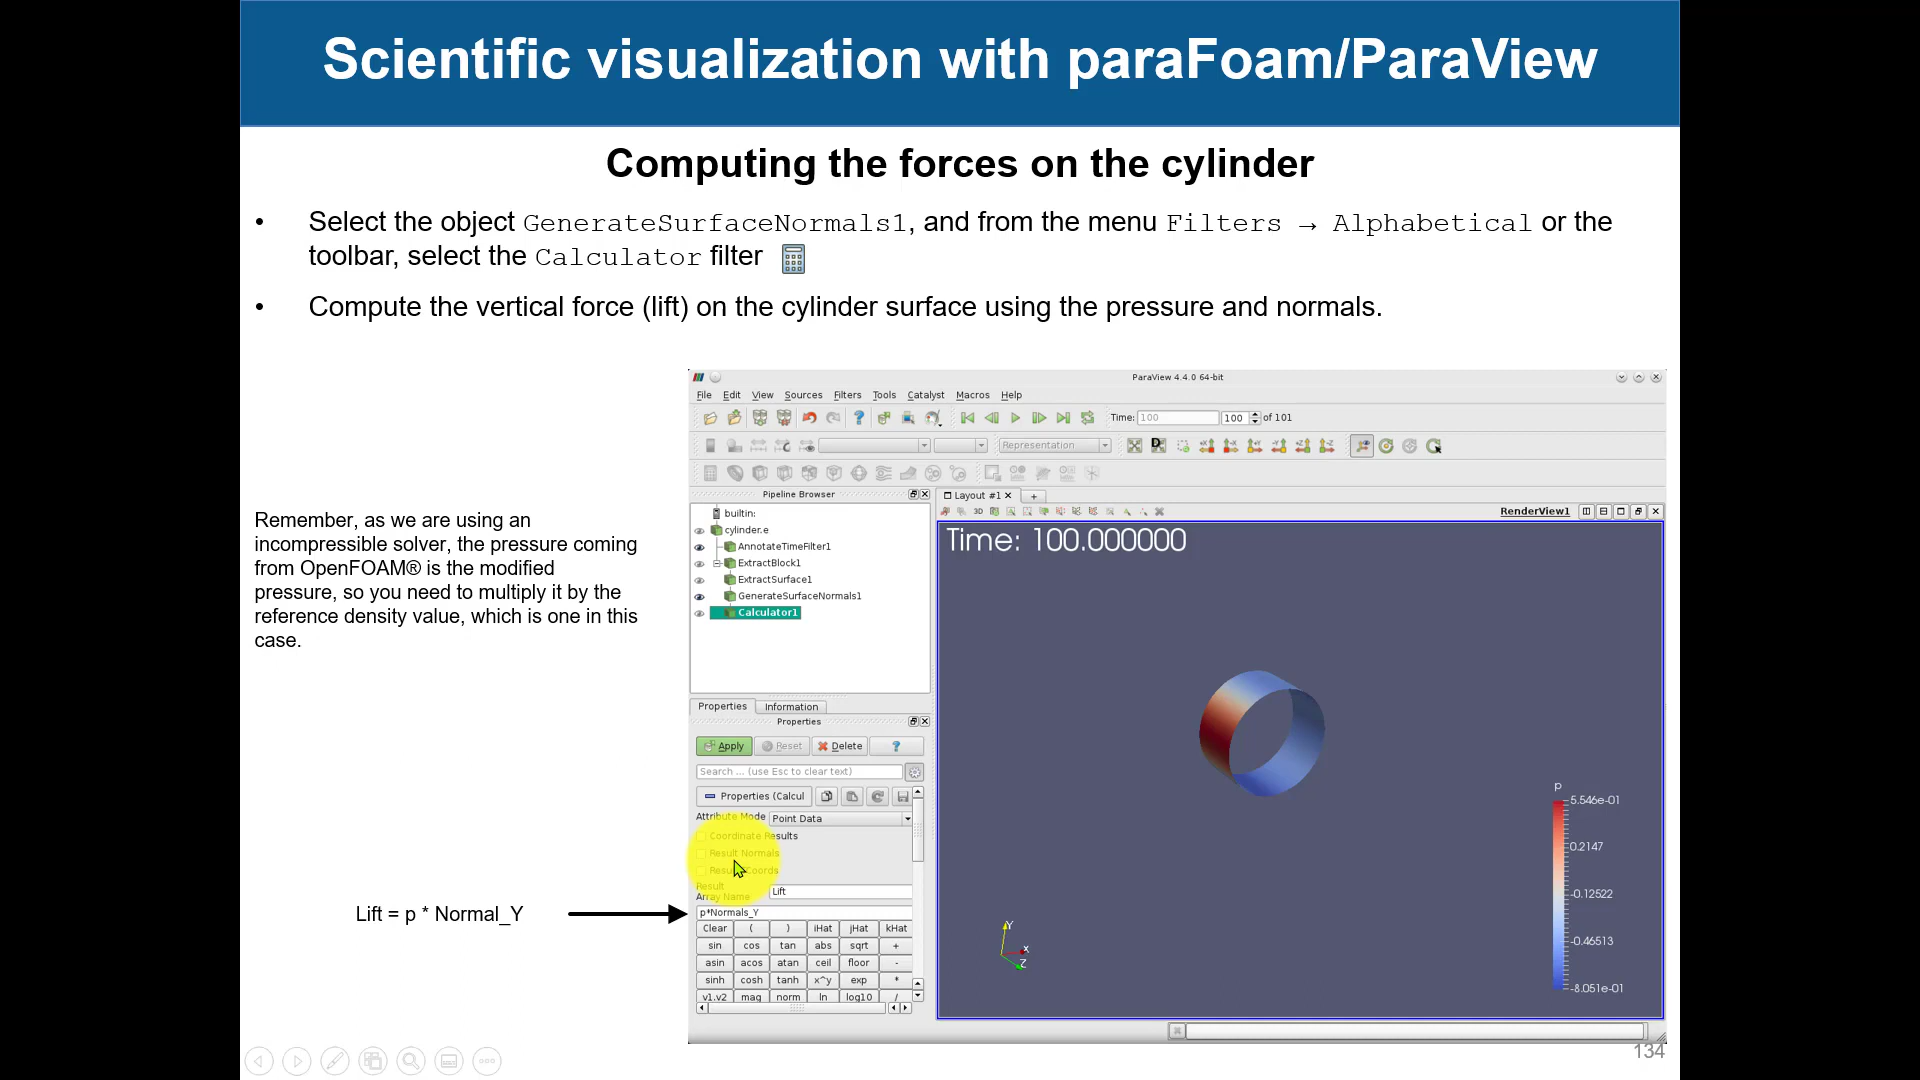 Scientific visualization with paraFoam/ParaView
Computing the forces on the cylinder
• Select the object GenerateSurfaceNormals1, and from the menu Filters → Alphabetical or the
toolbar, select the Calculator filter
• Compute the vertical force (lift) on the cylinder surface using the pressure and normals.
Remember, as we are using an
incompressible solver, the pressure coming
from OpenFOAM® is the modified
pressure, so you need to multiply it by the
reference density value, which is one in this
case.
Lift = p * Normal_Y
ParaView 4.4.0 64-bit
File Edit View Sources Filters Tools Catalyst Macros Help
Time: 100 100 of 101
Representation
Pipeline Browser
builtin:
cylinder.e
AnnotateTimeFilter1
ExtractBlock1
ExtractSurface1
GenerateSurfaceNormals1
Calculator1
Properties Information
Properties
Apply Reset Delete ?
Search ... (use Esc to clear text)
Properties (Calcul
Attribute Mode Point Data
Coordinate Results
Result Normals
Result Coords
Result
Array Name Lift
p*Normals_Y
Clear ( ) iHat jHat kHat
sin cos tan abs sqrt +
asin acos atan ceil floor -
sinh cosh tanh x^y exp *
v1.v2 mag norm ln log10 /
Layout #1 +
3D RenderView1
Time: 100.000000
p
5.546e-01
0.2147
-0.12522
-0.46513
-8.051e-01
Y
X
Z
134